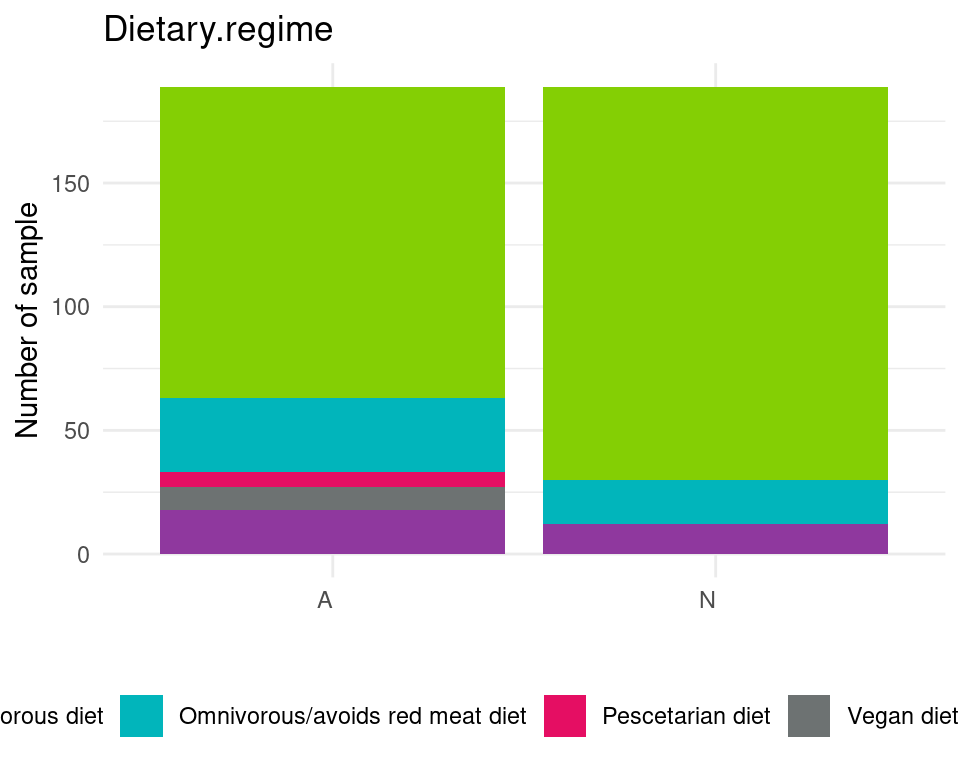 Dietary.regime
Number of sample
150
100
50
0
A N
orous diet Omnivorous/avoids red meat diet Pescetarian diet Vegan diet